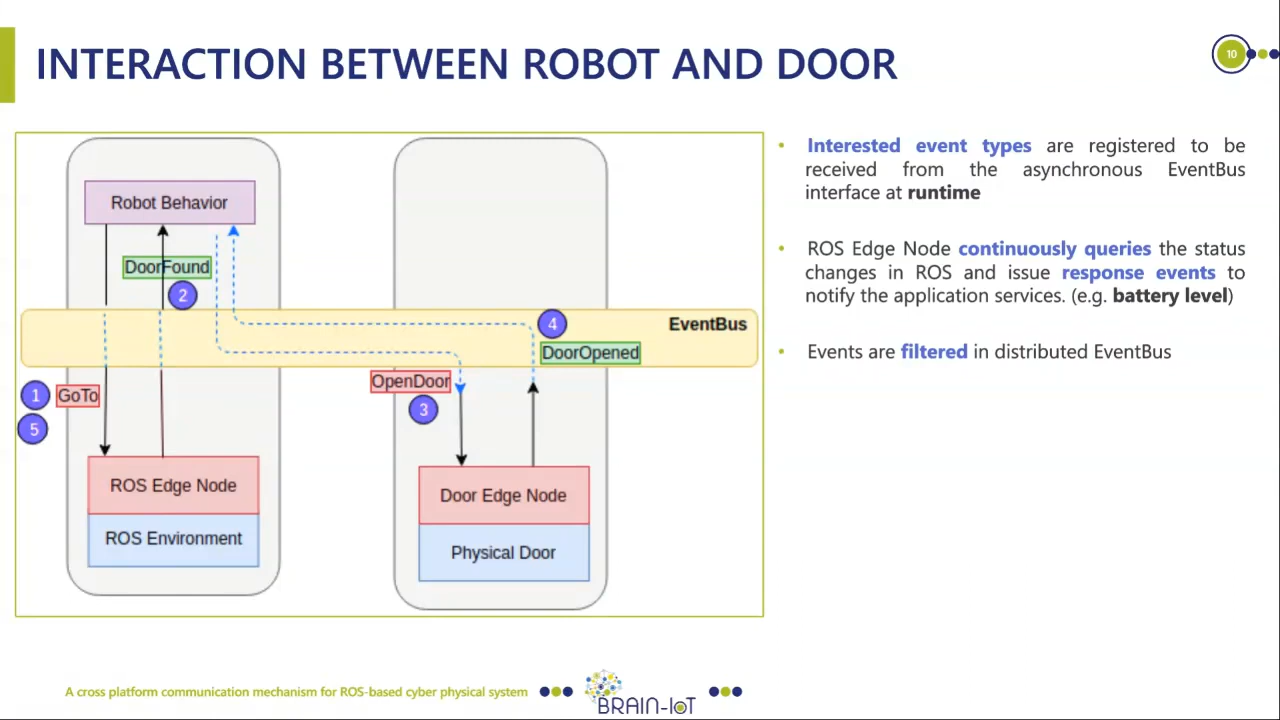 INTERACTION BETWEEN ROBOT AND DOOR
10
Robot Behavior
DoorFound
2
4
EventBus
DoorOpened
OpenDoor
3
1
GoTo
5
ROS Edge Node
ROS Environment
Door Edge Node
Physical Door
• Interested event types are registered to be
received from the asynchronous EventBus
interface at runtime
• ROS Edge Node continuously queries the status
changes in ROS and issue response events to
notify the application services. (e.g. battery level)
• Events are filtered in distributed EventBus
A cross platform communication mechanism for ROS-based cyber physical system
BRAIN-IoT